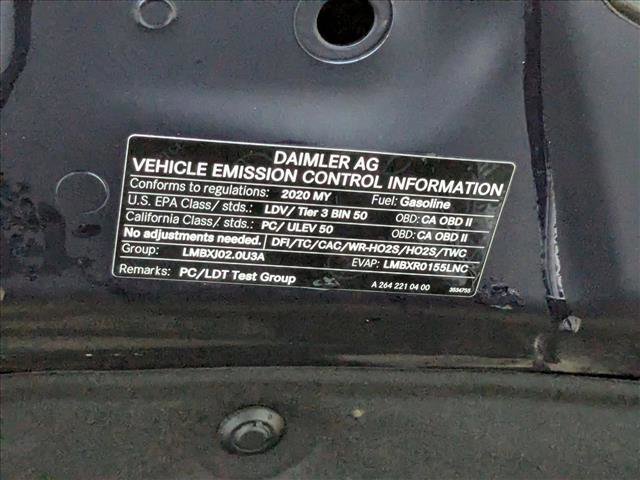 DAIMLER AG
VEHICLE EMISSION CONTROL INFORMATION
Conforms to regulations: 2020 MY Fuel: Gasoline
U.S. EPA Class/ stds.: LDV/ Tier 3 BIN 50 OBD: CA OBD II
California Class/ stds.: PC/ ULEV 50 OBD: CA OBD II
No adjustments needed. DFI/TC/CAC/WR-HO2S/HO2S/TWC
Group: LMBXJ02.0U3A EVAP: LMBXR0155LNC
Remarks: PC/LDT Test Group A 264 221 04 00 3534755